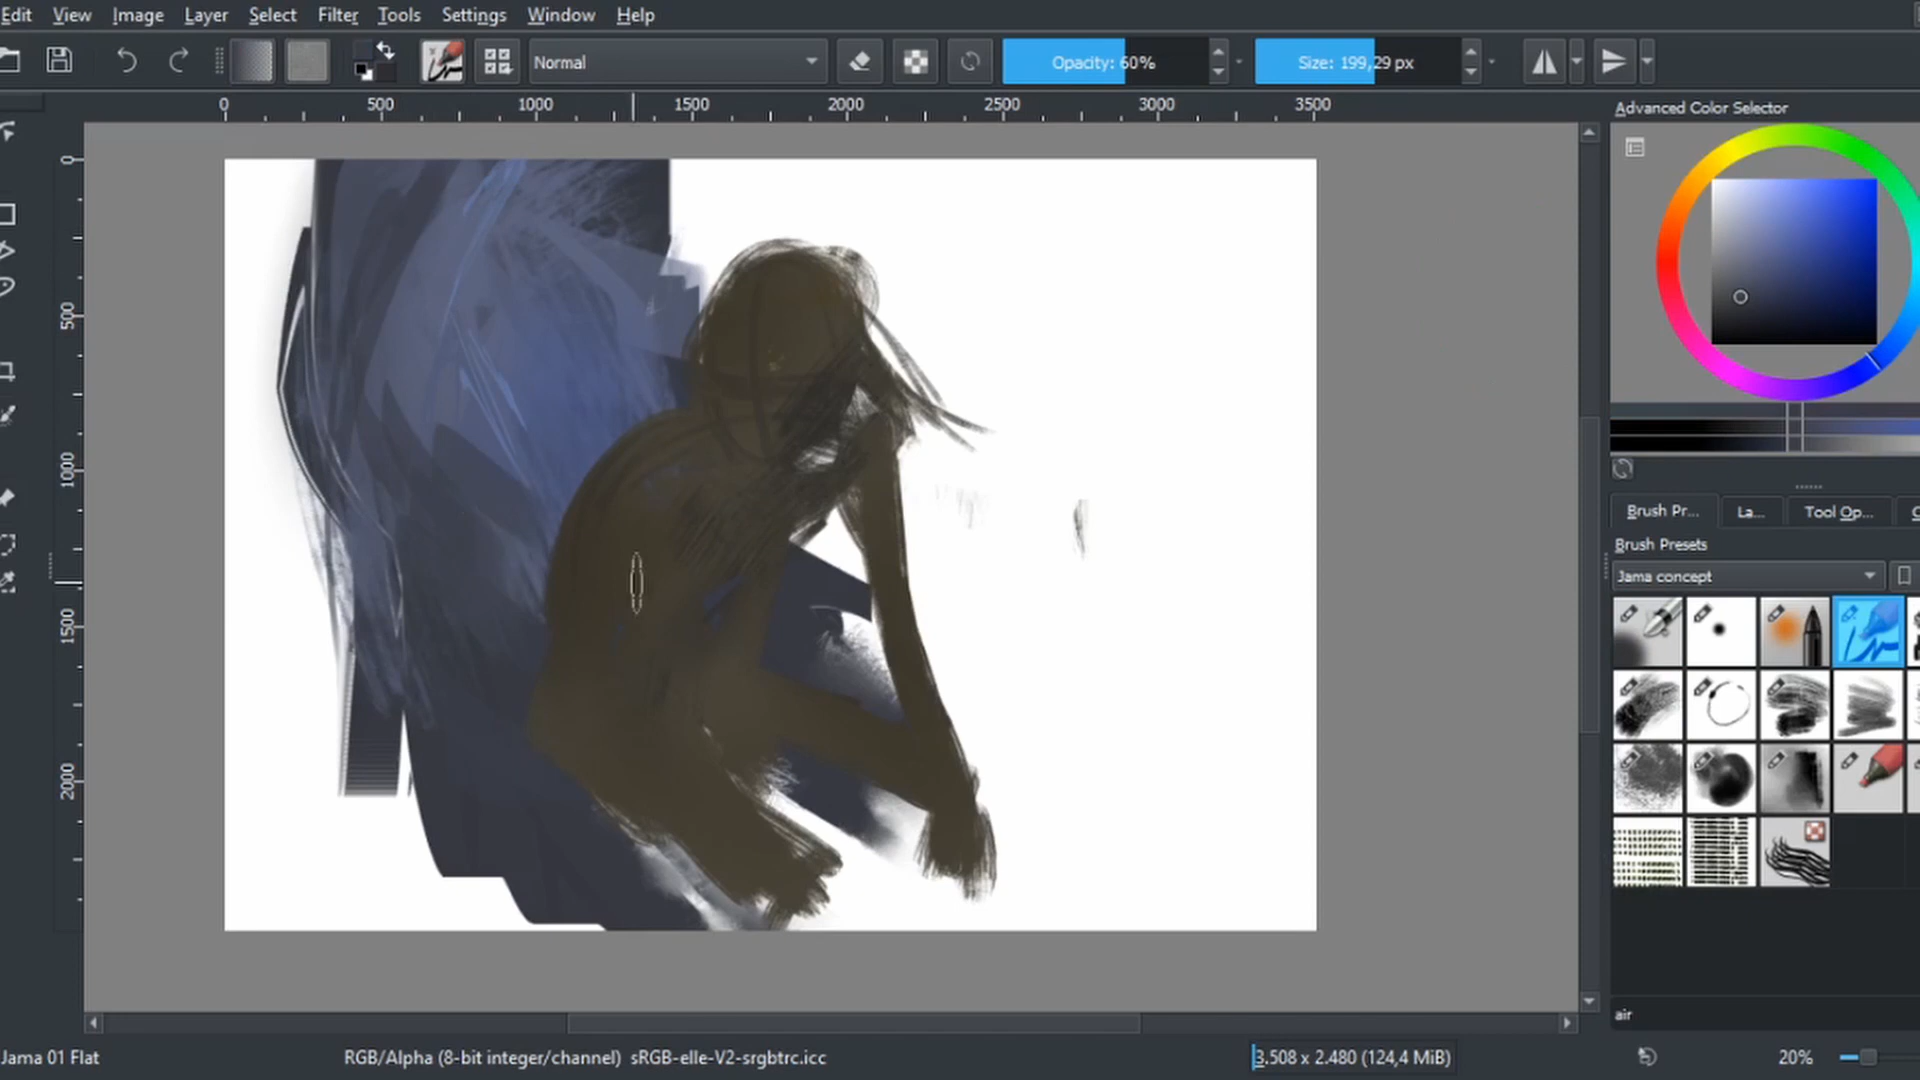 Edit View Image Layer Select Filter Tools Settings Window Help
Normal
Opacity: 60%
Size: 199,29 px
0 500 1000 1500 2000 2500 3000 3500
Advanced Color Selector
0
500
1000
1500
2000
Brush Pr... La... Tool Op...
Brush Presets
Jama concept
air
Jama 01 Flat
RGB/Alpha (8-bit integer/channel) sRGB-elle-V2-srgbtrc.icc
3.508 x 2.480 (124,4 MiB)
20%